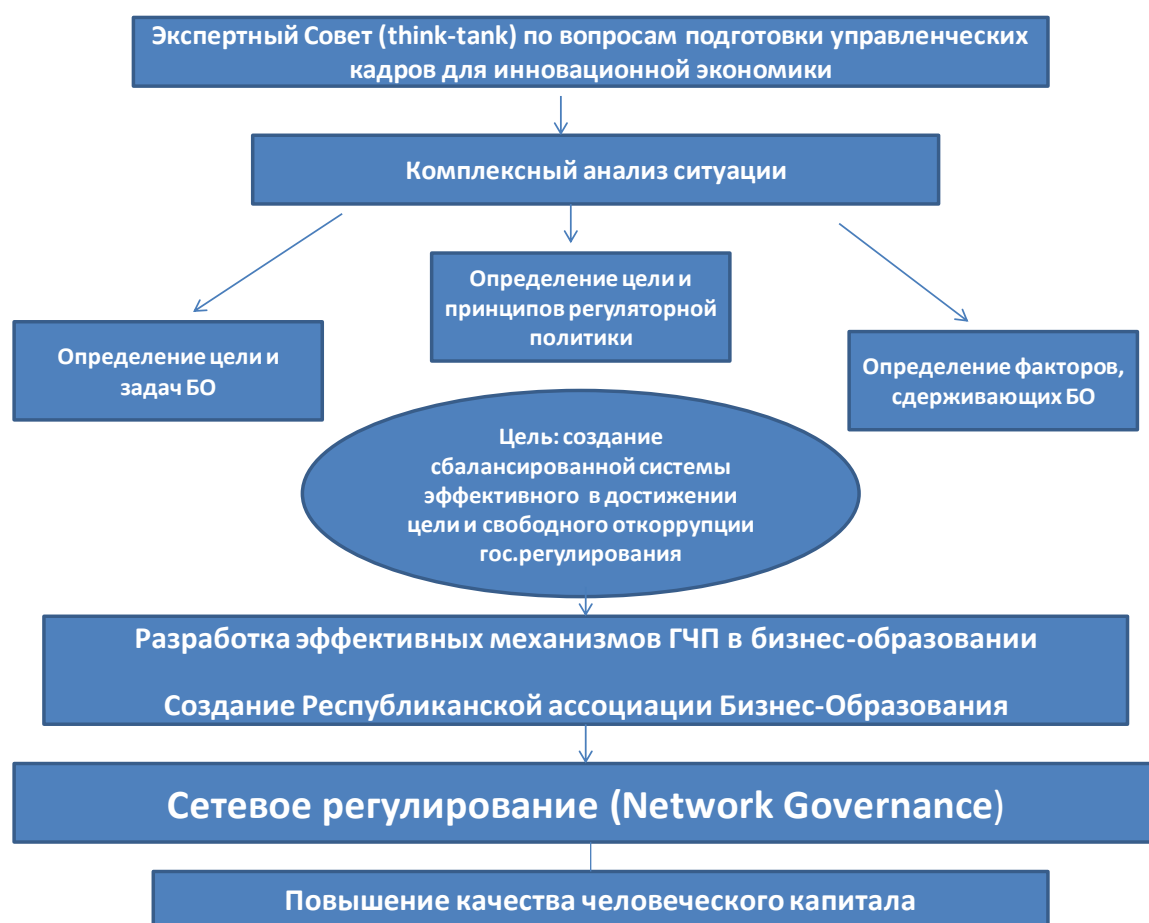 Экспертный Совет (think-tank) по вопросам подготовки управленческих
кадров для инновационной экономики
Комплексный анализ ситуации
Определение цели и
принципов регуляторной
политики
Определение цели и
задач БО
Определение факторов,
сдерживающих БО
Цель: создание
сбалансированной системы
эффективного в достижении
цели и свободного откоррупции
гос.регулирования
Разработка эффективных механизмов ГЧП в бизнес-образовании
Создание Республиканской ассоциации Бизнес-Образования
Сетевое регулирование (Network Governance)
Повышение качества человеческого капитала